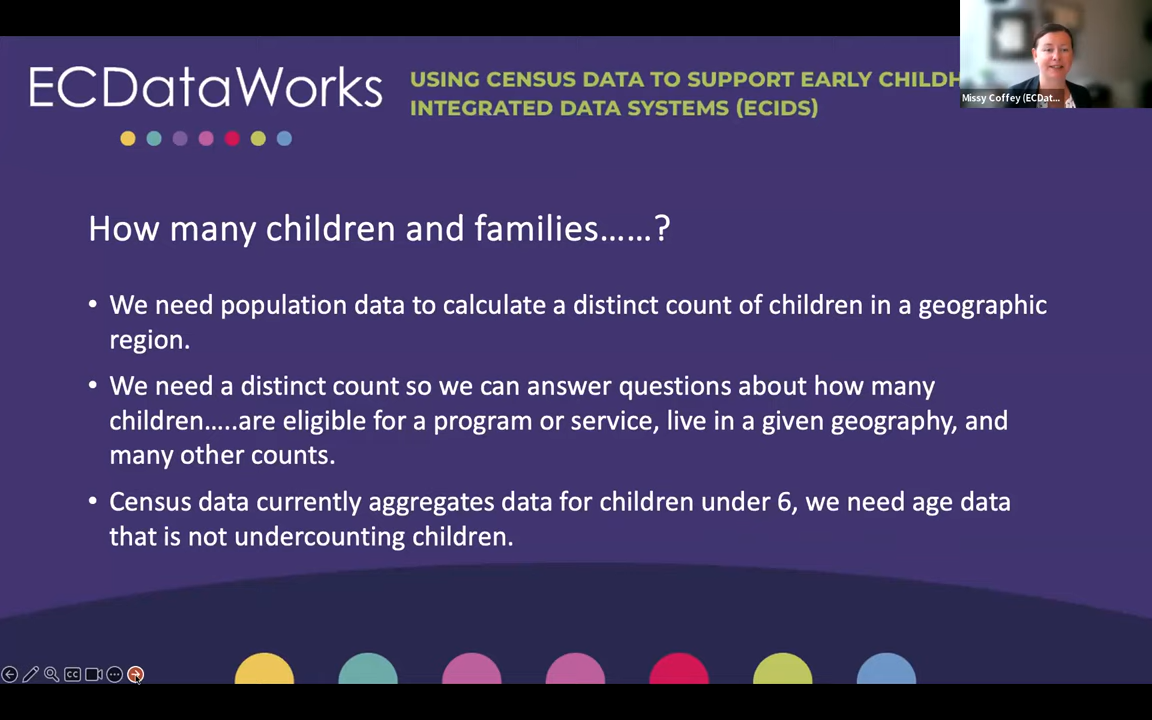 ECDataWorks
USING CENSUS DATA TO SUPPORT EARLY CHILDH
INTEGRATED DATA SYSTEMS (ECIDS)
Missy Coffey (ECDat...
How many children and families……?
• We need population data to calculate a distinct count of children in a geographic
region.
• We need a distinct count so we can answer questions about how many
children…..are eligible for a program or service, live in a given geography, and
many other counts.
• Census data currently aggregates data for children under 6, we need age data
that is not undercounting children.
CC